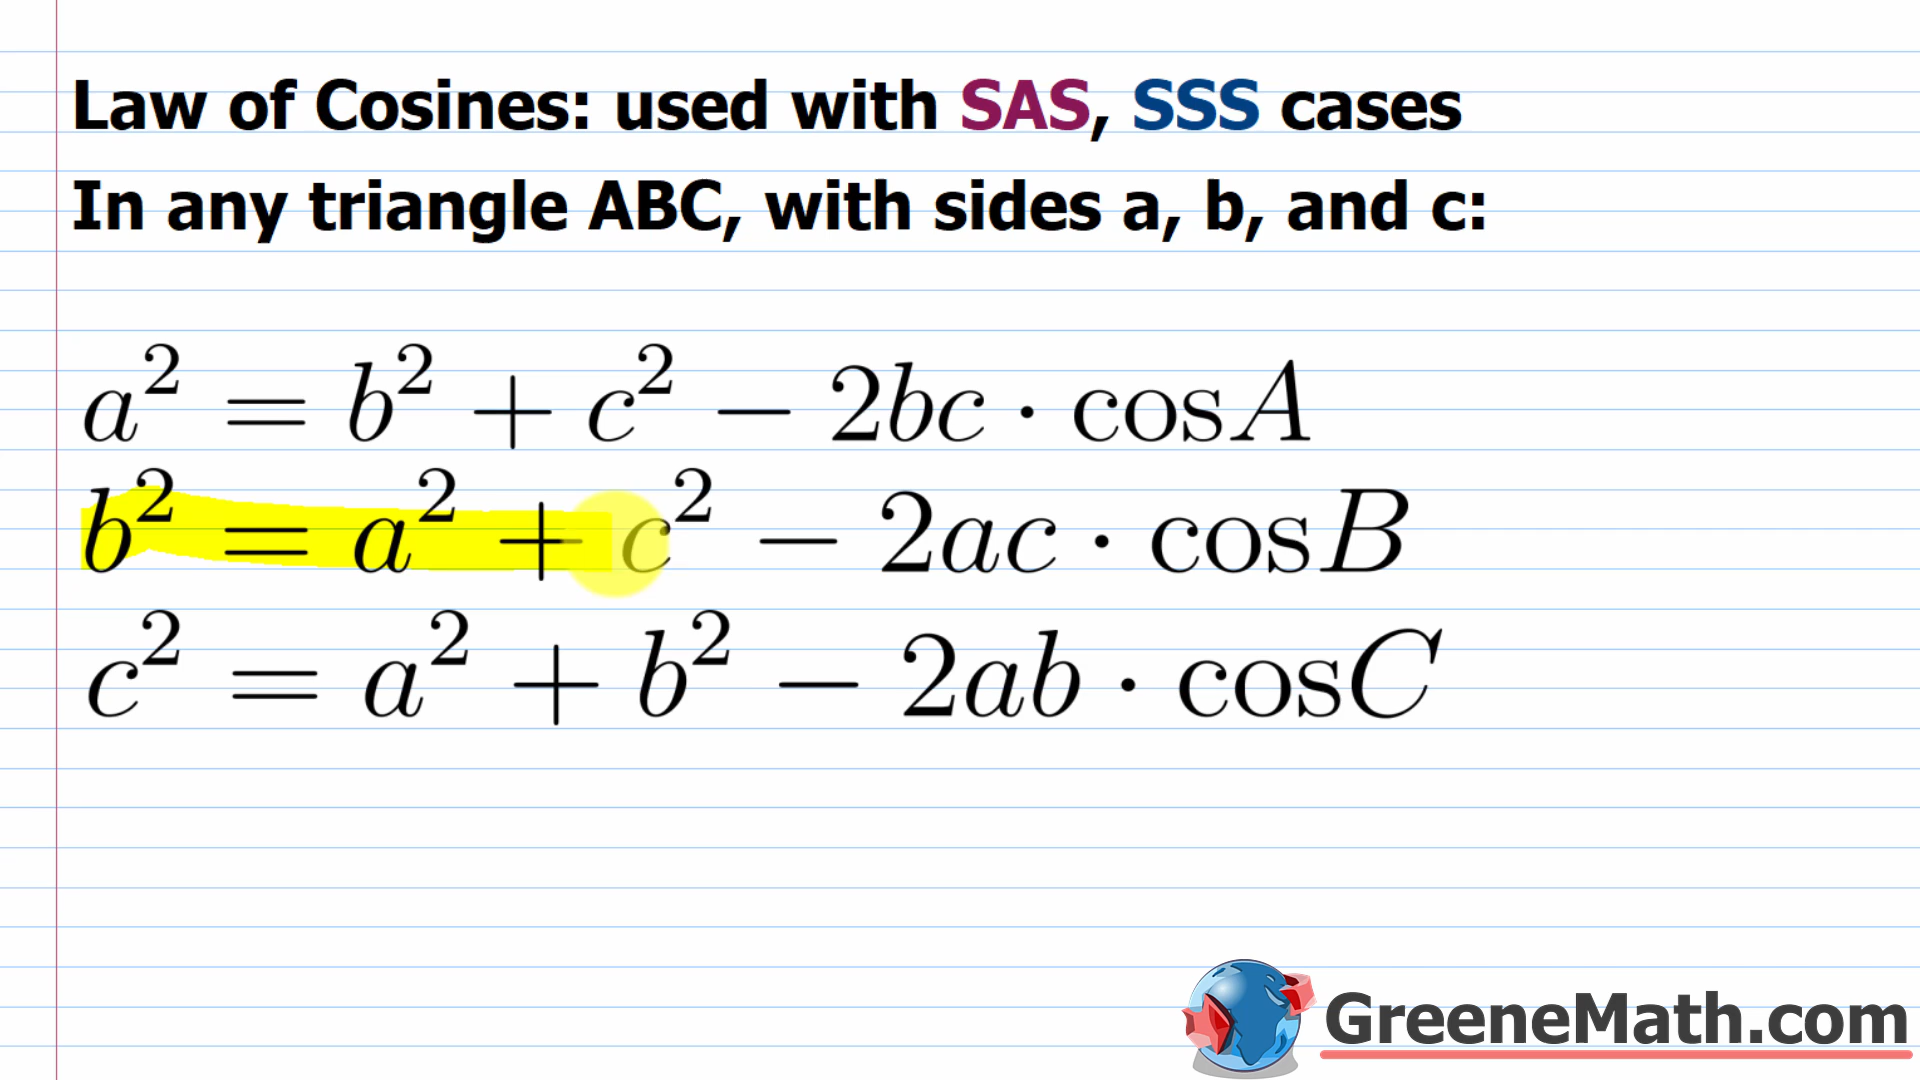 Law of Cosines: used with SAS, SSS cases
In any triangle ABC, with sides a, b, and c:
a² = b² + c² − 2bc · cosA
b² = a² + c² − 2ac · cosB
c² = a² + b² − 2ab · cosC
GreeneMath.com